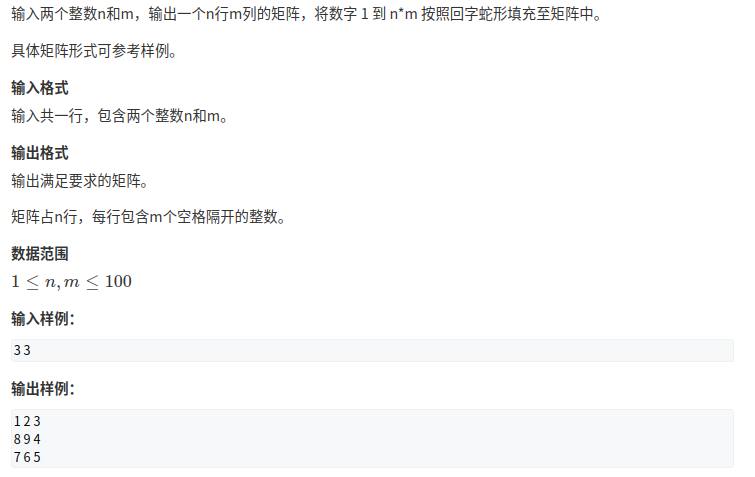 输入两个整数n和m，输出一个n行m列的矩阵，将数字 1 到 n*m 按照回字蛇形填充至矩阵中。
具体矩阵形式可参考样例。
输入格式
输入共一行，包含两个整数n和m。
输出格式
输出满足要求的矩阵。
矩阵占n行，每行包含m个空格隔开的整数。
数据范围
1 ≤ n, m ≤ 100
输入样例：
3 3
输出样例：
1 2 3
8 9 4
7 6 5